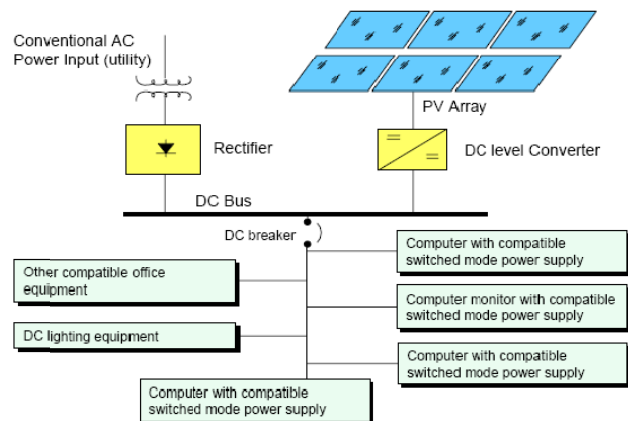 Conventional AC
Power Input (utility)
PV Array
Rectifier
DC level Converter
DC Bus
DC breaker
Computer with compatible
switched mode power supply
Other compatible office
equipment
Computer monitor with compatible
switched mode power supply
DC lighting equipment
Computer with compatible
switched mode power supply
Computer with compatible
switched mode power supply